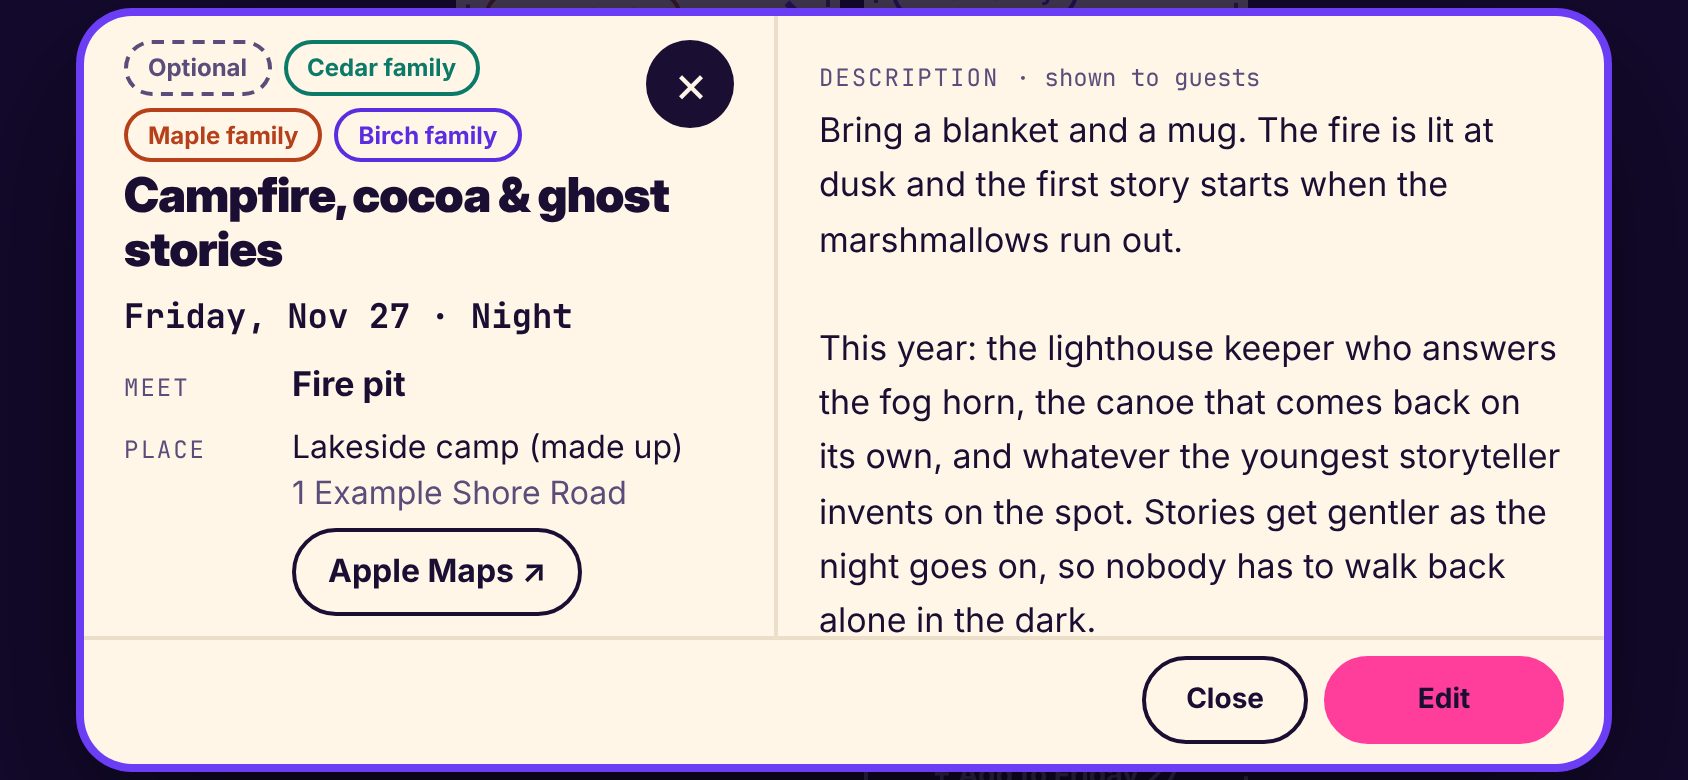 Optional
Cedar family
Maple family
Birch family
Campfire, cocoa & ghost
stories
Friday, Nov 27 · Night
MEET
Fire pit
PLACE
Lakeside camp (made up)
1 Example Shore Road
Apple Maps ↗
DESCRIPTION · shown to guests
Bring a blanket and a mug. The fire is lit at
dusk and the first story starts when the
marshmallows run out.
This year: the lighthouse keeper who answers
the fog horn, the canoe that comes back on
its own, and whatever the youngest storyteller
invents on the spot. Stories get gentler as the
night goes on, so nobody has to walk back
alone in the dark.
Close
Edit